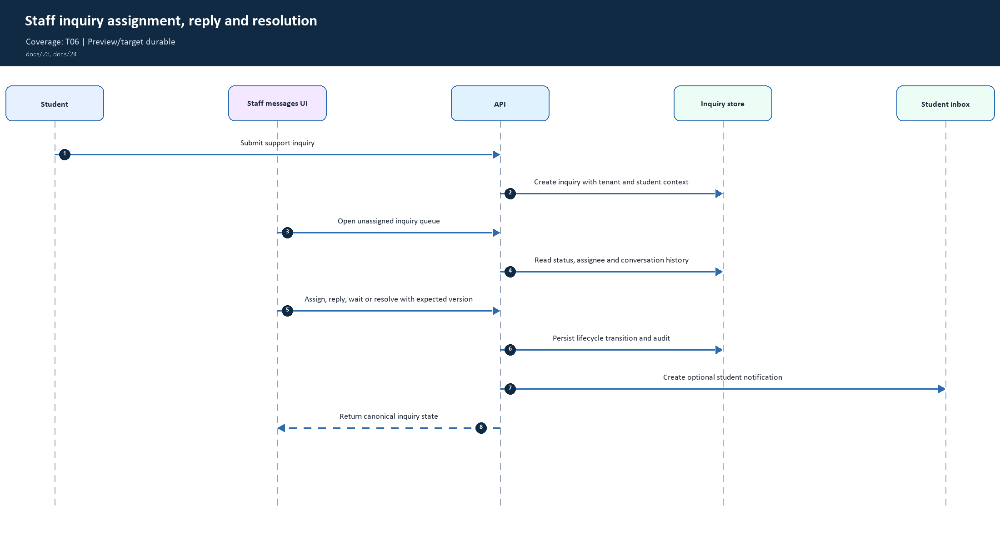 Staff inquiry assignment, reply and resolution
Coverage: T06 | Preview/target durable
docs/23, docs/24
Student
Staff messages UI
API
Inquiry store
Student inbox
Submit support inquiry
1
Create inquiry with tenant and student context
2
Open unassigned inquiry queue
3
Read status, assignee and conversation history
4
Assign, reply, wait or resolve with expected version
5
Persist lifecycle transition and audit
6
Create optional student notification
7
Return canonical inquiry state
8